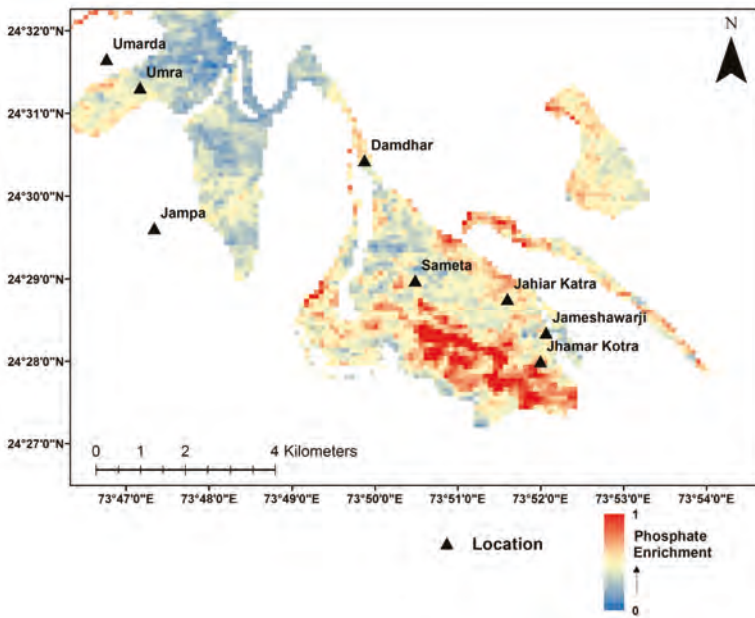 24°32'0"N
24°31'0"N
24°30'0"N
24°29'0"N
24°28'0"N
24°27'0"N
N
Umarda
Umra
Damdhar
Jampa
Sameta
Jahiar Katra
Jameshawarji
Jhamar Kotra
0 1 2 4 Kilometers
73°47'0"E 73°48'0"E 73°49'0"E 73°50'0"E 73°51'0"E 73°52'0"E 73°53'0"E 73°54'0"E
Location
1
Phosphate
Enrichment
0